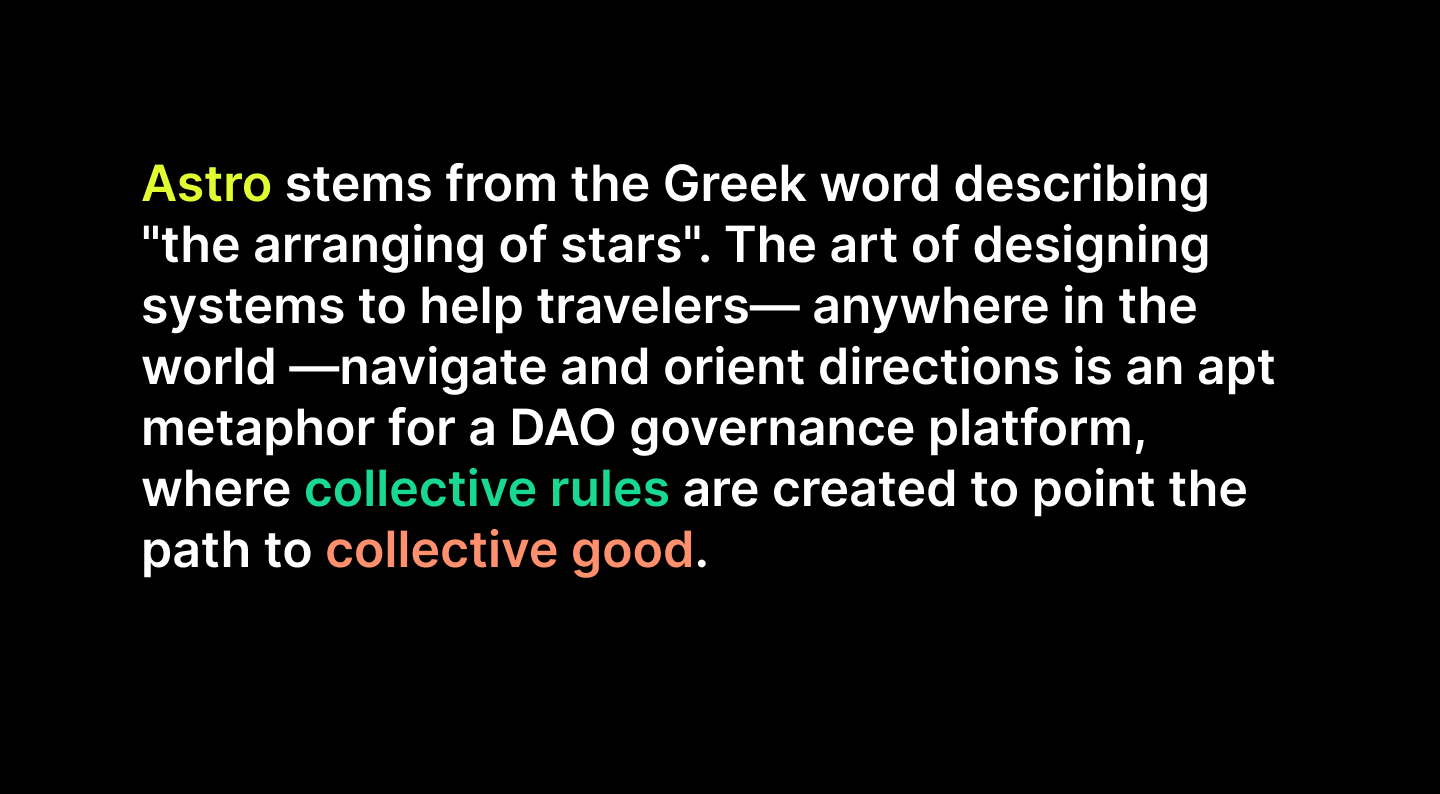 Astro stems from the Greek word describing
"the arranging of stars". The art of designing
systems to help travelers— anywhere in the
world —navigate and orient directions is an apt
metaphor for a DAO governance platform,
where collective rules are created to point the
path to collective good.